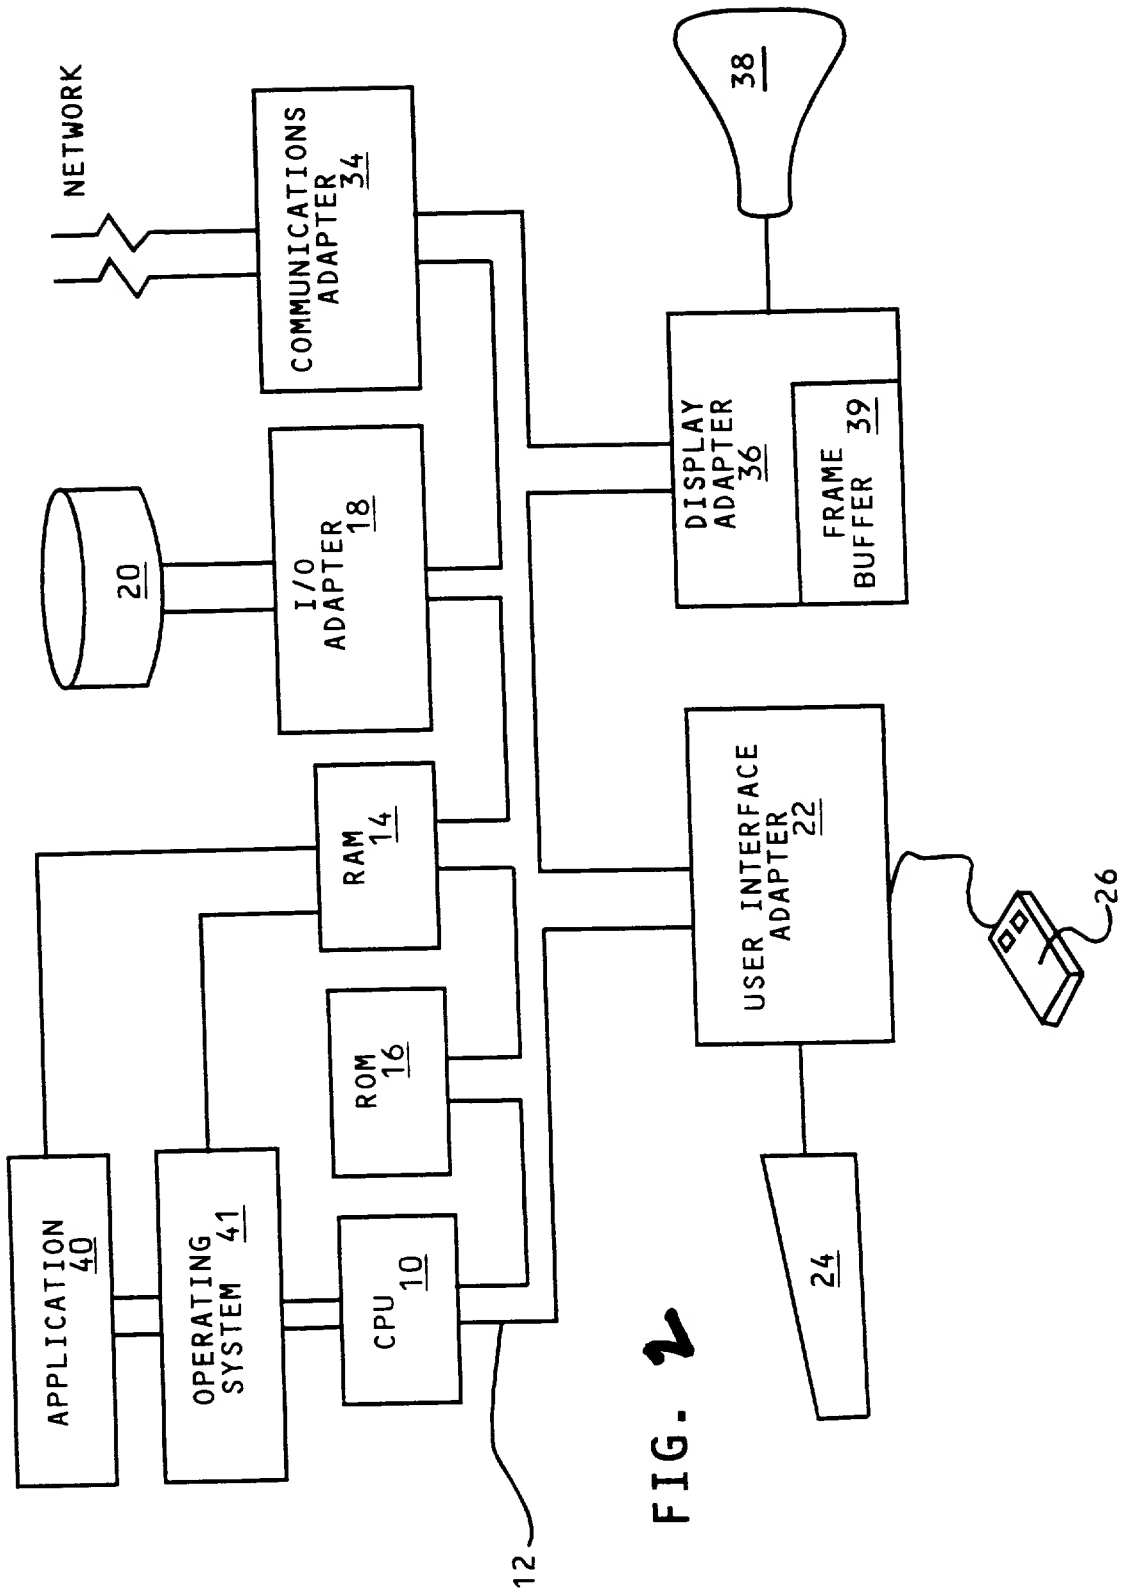 NETWORK
APPLICATION
40
OPERATING
SYSTEM 41
CPU
10
ROM
16
RAM
14
I/O
ADAPTER
18
20
COMMUNICATIONS
ADAPTER
34
12
24
USER INTERFACE
ADAPTER
22
26
DISPLAY
ADAPTER
36
FRAME
BUFFER
39
38
FIG. 2